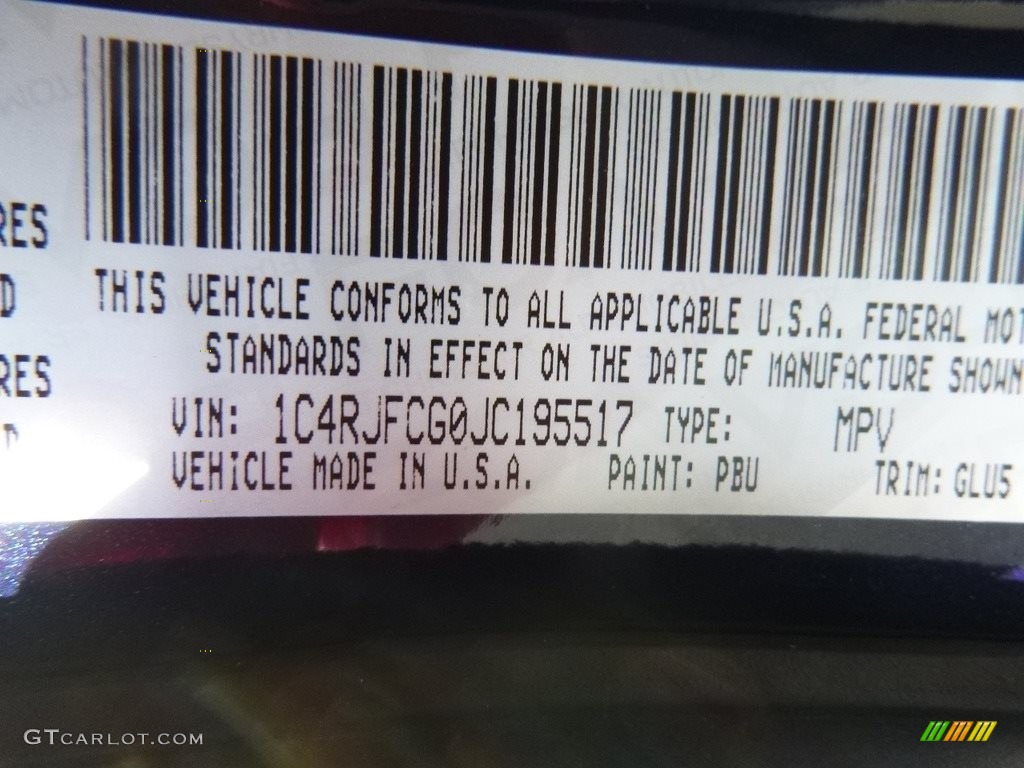 RES
D
RES
THIS VEHICLE CONFORMS TO ALL APPLICABLE U.S.A. FEDERAL MOT
STANDARDS IN EFFECT ON THE DATE OF MANUFACTURE SHOWN
VIN: 1C4RJFCG0JC195517 TYPE: MPV
VEHICLE MADE IN U.S.A. PAINT: PBU TRIM: GLU5
GTCARLOT.COM